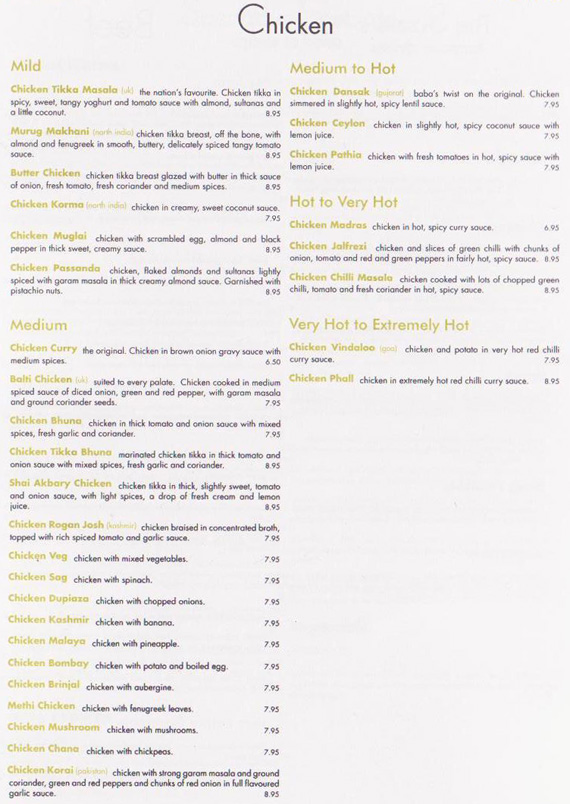 Chicken
Mild
Chicken Tikka Masala (uk) the nation's favourite. Chicken tikka in
spicy, sweet, tangy yoghurt and tomato sauce with almond, sultanas and
a little coconut. 8.95
Murug Makhani (north india) chicken tikka breast, off the bone, with
almond and fenugreek in smooth, buttery, delicately spiced tangy tomato
sauce. 8.95
Butter Chicken chicken tikka breast glazed with butter in thick sauce
of onion, fresh tomato, fresh coriander and medium spices. 8.95
Chicken Korma (north india) chicken in creamy, sweet coconut sauce.
7.95
Chicken Muglai chicken with scrambled egg, almond and black
pepper in thick sweet, creamy sauce. 8.95
Chicken Passanda chicken, flaked almonds and sultanas lightly
spiced with garam masala in thick creamy almond sauce. Garnished with
pistachio nuts. 8.95
Medium
Chicken Curry the original. Chicken in brown onion gravy sauce with
medium spices. 6.50
Balti Chicken (uk) suited to every palate. Chicken cooked in medium
spiced sauce of diced onion, green and red pepper, with garam masala
and ground coriander seeds. 7.95
Chicken Bhuna chicken in thick tomato and onion sauce with mixed
spices, fresh garlic and coriander. 7.95
Chicken Tikka Bhuna marinated chicken tikka in thick tomato and
onion sauce with mixed spices, fresh garlic and coriander. 8.95
Shai Akbary Chicken chicken tikka in thick, slightly sweet, tomato
and onion sauce, with light spices, a drop of fresh cream and lemon
juice. 8.95
Chicken Rogan Josh (kashmir) chicken braised in concentrated broth,
topped with rich spiced tomato and garlic sauce. 7.95
Chicken Veg chicken with mixed vegetables. 7.95
Chicken Sag chicken with spinach. 7.95
Chicken Dupiaza chicken with chopped onions. 7.95
Chicken Kashmir chicken with banana. 7.95
Chicken Malaya chicken with pineapple. 7.95
Chicken Bombay chicken with potato and boiled egg. 7.95
Chicken Brinjal chicken with aubergine. 7.95
Methi Chicken chicken with fenugreek leaves. 7.95
Chicken Mushroom chicken with mushrooms. 7.95
Chicken Chana chicken with chickpeas. 7.95
Chicken Korai (pakistan) chicken with strong garam masala and ground
coriander, green and red peppers and chunks of red onion in full flavoured
garlic sauce. 8.95
Medium to Hot
Chicken Dansak (gujarat) baba's twist on the original. Chicken
simmered in slightly hot, spicy lentil sauce. 7.95
Chicken Ceylon chicken in slightly hot, spicy coconut sauce with
lemon juice. 7.95
Chicken Pathia chicken with fresh tomatoes in hot, spicy sauce with
lemon juice. 7.95
Hot to Very Hot
Chicken Madras chicken in hot, spicy curry sauce. 6.95
Chicken Jalfrezi chicken and slices of green chilli with chunks of
onion, tomato and red and green peppers in fairly hot, spicy sauce. 8.95
Chicken Chilli Masala chicken cooked with lots of chopped green
chilli, tomato and fresh coriander in hot, spicy sauce. 8.95
Very Hot to Extremely Hot
Chicken Vindaloo (goa) chicken and potato in very hot red chilli
curry sauce. 7.95
Chicken Phall chicken in extremely hot red chilli curry sauce. 8.95